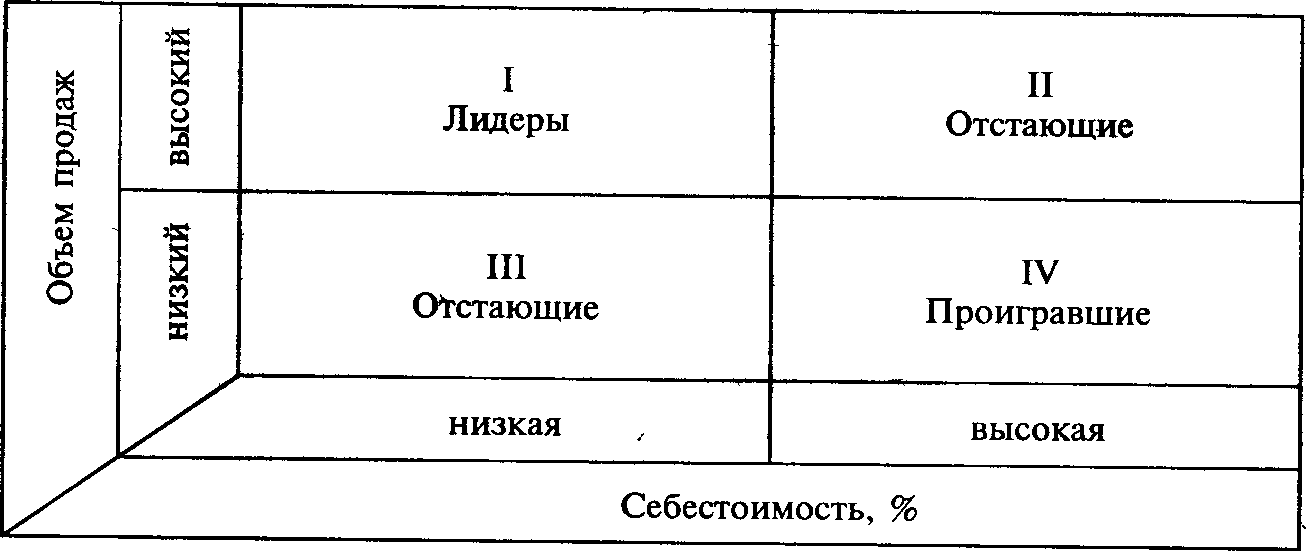 Объем продаж
высокий
I
Лидеры
II
Отстающие
низкий
III
Отстающие
IV
Проигравшие
низкая
высокая
Себестоимость, %